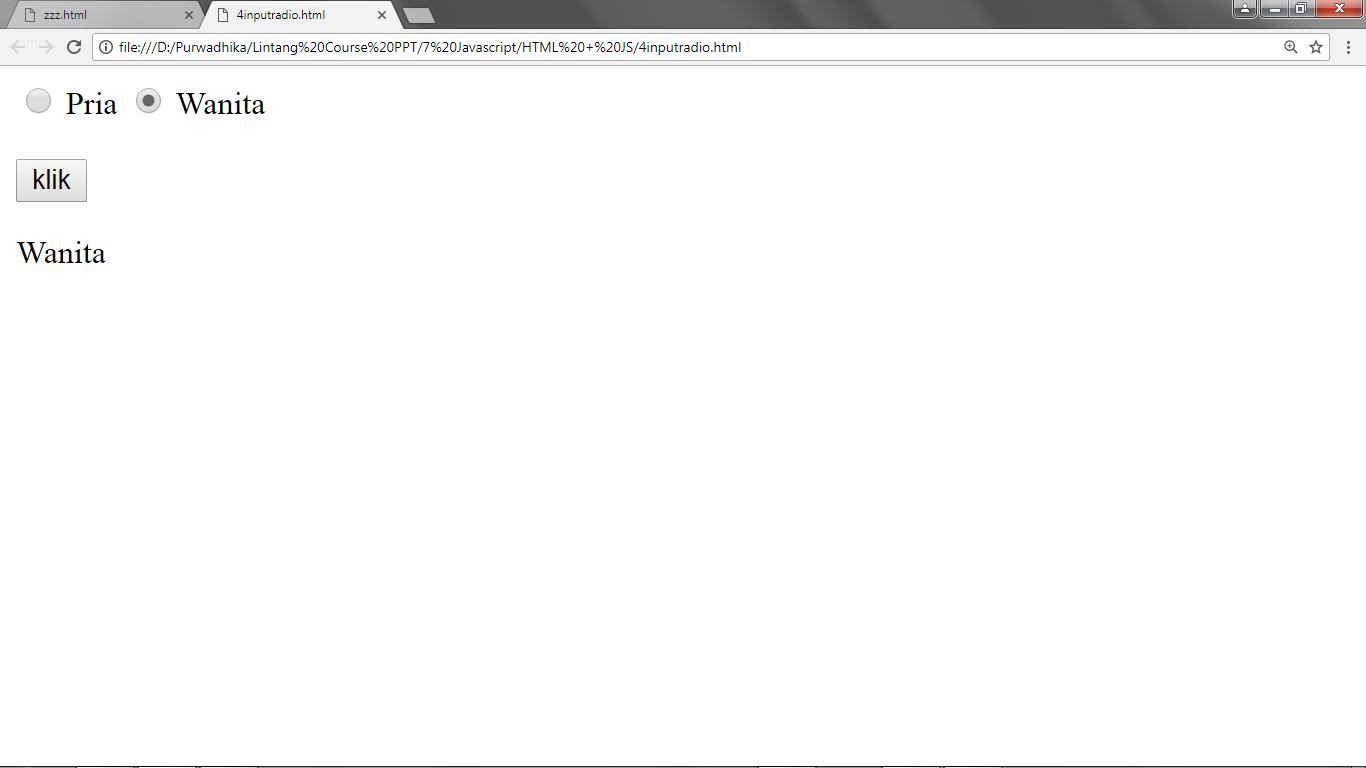 zzz.html
4inputradio.html
file:///D:/Purwadhika/Lintang%20Course%20PPT/7%20Javascript/HTML%20+%20JS/4inputradio.html
Pria Wanita
klik
Wanita